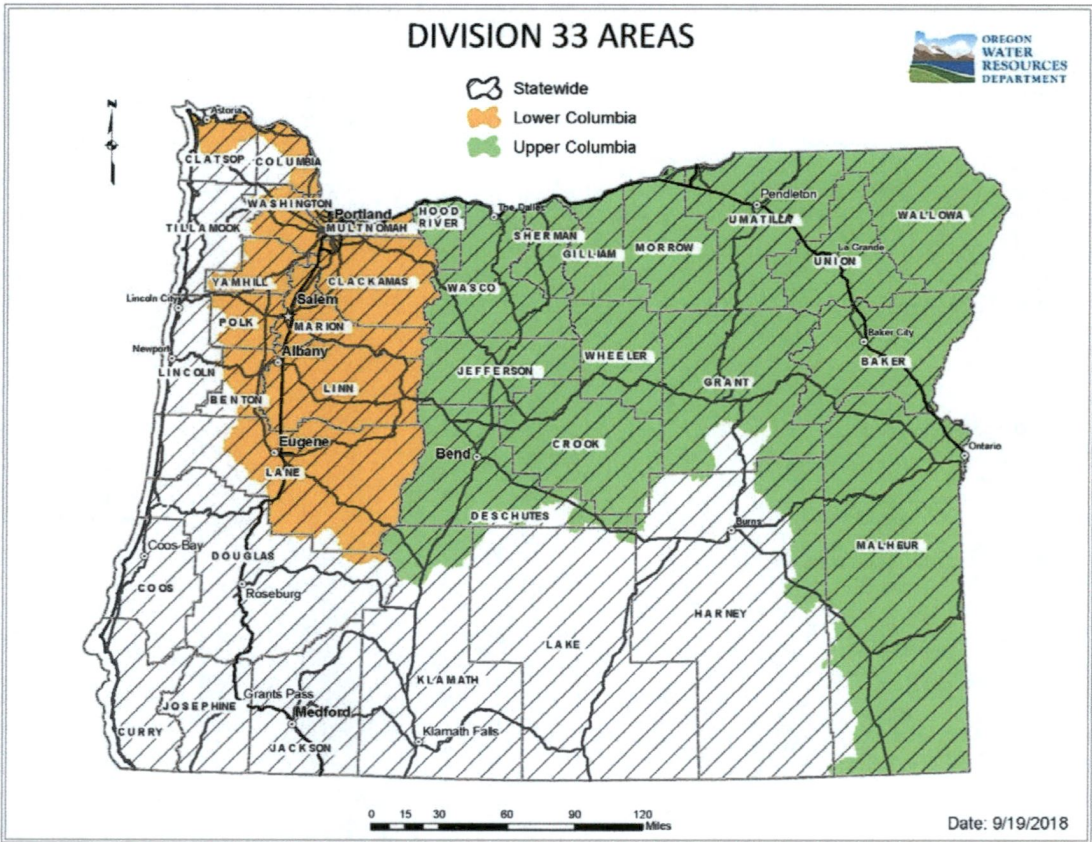 DIVISION 33 AREAS
OREGON
WATER
RESOURCES
DEPARTMENT
Statewide
Lower Columbia
Upper Columbia
N
Astoria
CLATSOP
COLUMBIA
WASHINGTON
Portland
HOOD
RIVER
The Dalles
Pendleton
TILLAMOOK
MULTNOMAH
SHERMAN
UMATILLA
WALLOWA
GILLIAM
MORROW
La Grande
UNION
YAMHILL
CLACKAMAS
WASCO
Lincoln City
Salem
POLK
MARION
Baker City
Newport
Albany
WHEELER
BAKER
LINCOLN
JEFFERSON
LINN
GRANT
BENTON
Eugene
CROOK
Bend
Ontario
LANE
DESCHUTES
Burns
Coos Bay
DOUGLAS
MALHEUR
COOS
Roseburg
HARNEY
LAKE
KLAMATH
Grants Pass
JOSEPHINE
Medford
CURRY
Klamath Falls
JACKSON
0 15 30 60 90 120
Miles
Date: 9/19/2018